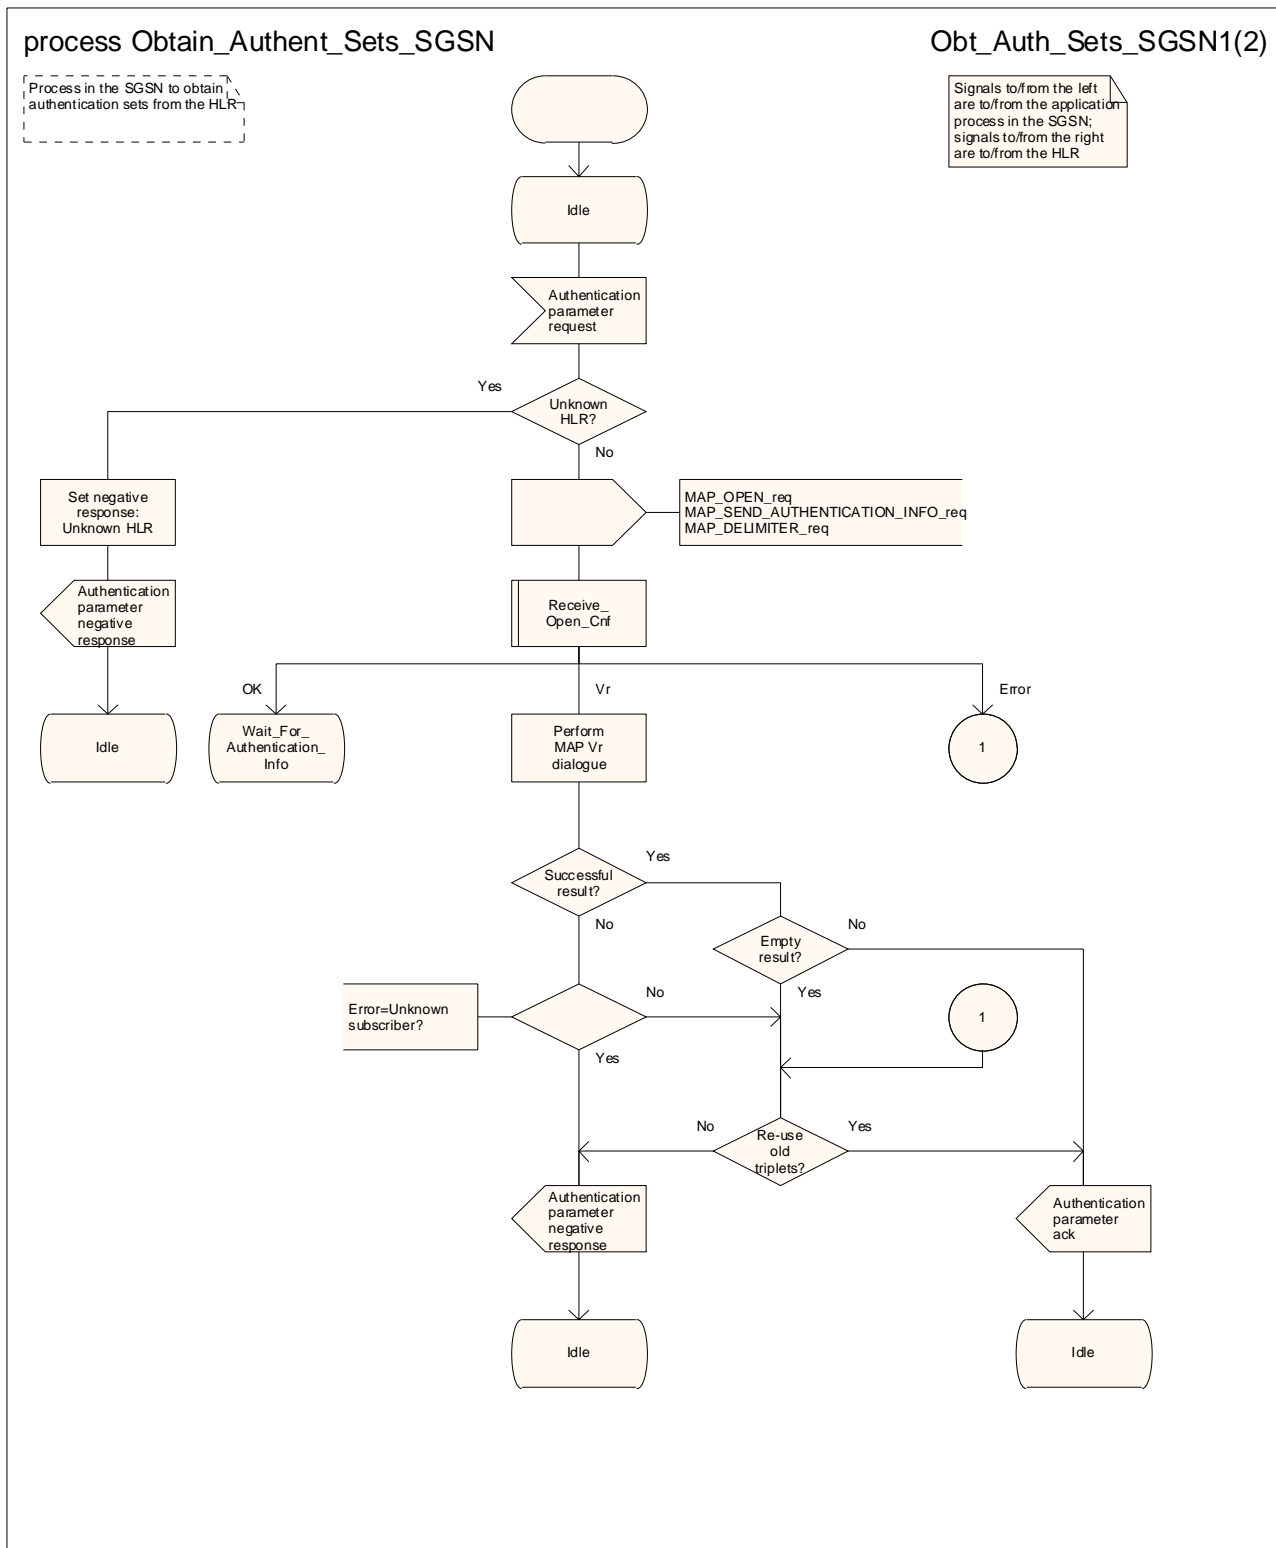 process Obtain_Authent_Sets_SGSN
Obt_Auth_Sets_SGSN1(2)
Process in the SGSN to obtain
authentication sets from the HLR
Signals to/from the left
are to/from the application
process in the SGSN;
signals to/from the right
are to/from the HLR
Idle
Authentication
parameter
request
Yes
Unknown
HLR?
No
Set negative
response:
Unknown HLR
MAP_OPEN_req
MAP_SEND_AUTHENTICATION_INFO_req
MAP_DELIMITER_req
Authentication
parameter
negative
response
Receive_
Open_Cnf
OK
Vr
Error
Idle
Wait_For_
Authentication_
Info
Perform
MAP Vr
dialogue
1
Successful
result?
Yes
No
Empty
result?
No
Yes
Error=Unknown
subscriber?
No
Yes
1
No
Re-use
old
triplets?
Yes
Authentication
parameter
negative
response
Authentication
parameter
ack
Idle
Idle